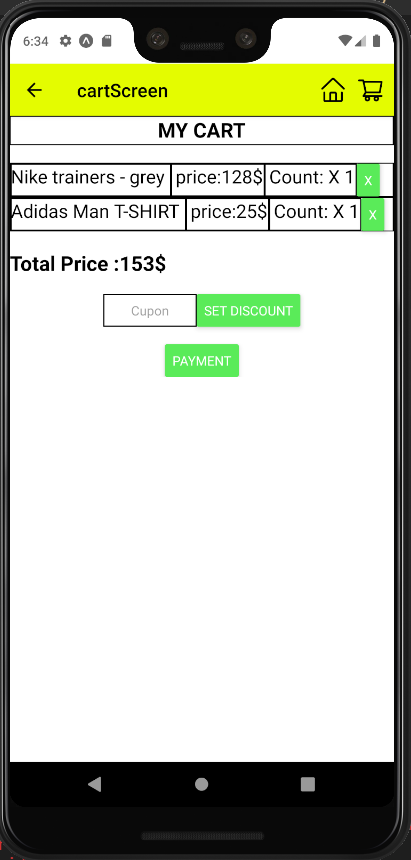 6:34
cartScreen
MY CART
Nike trainers - grey price:128$ Count: X 1 X
Adidas Man T-SHIRT price:25$ Count: X 1 X
Total Price :153$
Cupon SET DISCOUNT
PAYMENT